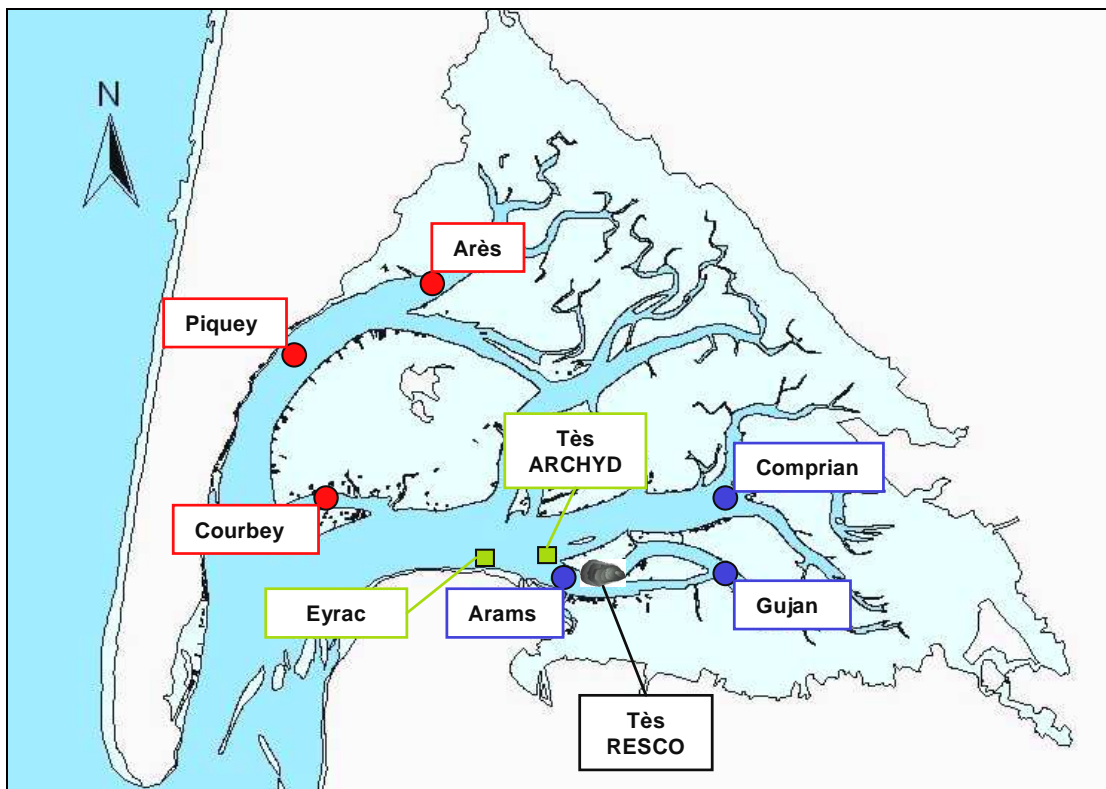 N
Arès
Piquey
Tès
ARCHYD
Comprian
Courbey
Eyrac
Arams
Gujan
Tès
RESCO